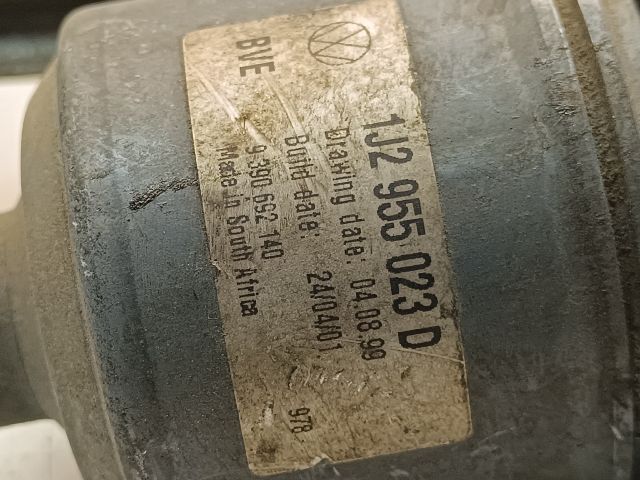 BVE
1J2 955 023 D
Drawing date: 04.08.99
Build date: 24/04/01.
9 390 692 140
Made in South Africa
978